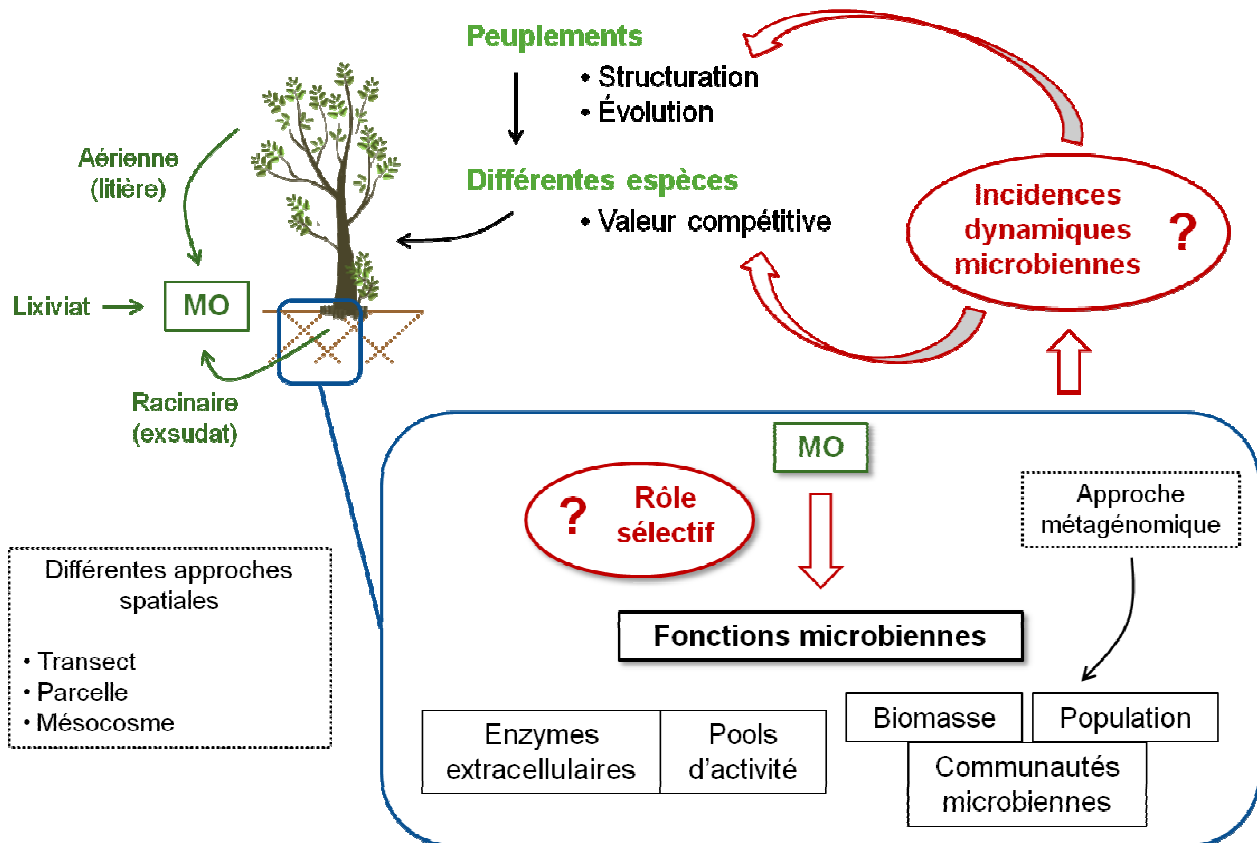 Peuplements
• Structuration
• Évolution
Différentes espèces
• Valeur compétitive
Aérienne
(litière)
Lixiviat
MO
Racinaire
(exsudat)
Incidences
dynamiques
microbiennes
?
Différentes approches
spatiales
• Transect
• Parcelle
• Mésocosme
MO
?
Rôle
sélectif
Approche
métagénomique
Fonctions microbiennes
Enzymes
extracellulaires
Pools
d'activité
Biomasse
Population
Communautés
microbiennes